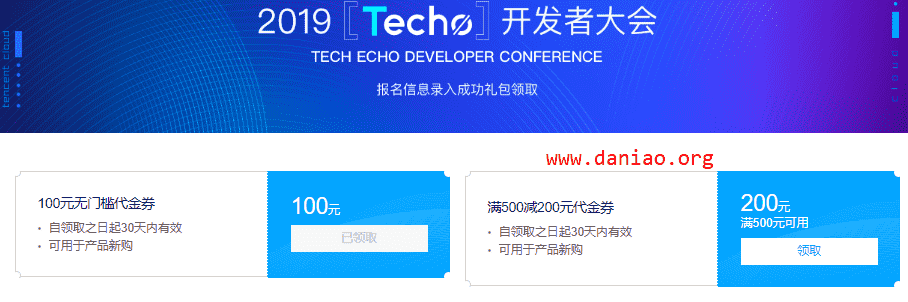 2019 [Techo] 开发者大会
TECH ECHO DEVELOPER CONFERENCE
报名信息录入成功礼包领取
tencent cloud
cloud
www.daniao.org
100元无门槛代金券
• 自领取之日起30天内有效
• 可用于产品新购
100元
已领取
满500减200元代金券
• 自领取之日起30天内有效
• 可用于产品新购
200元
满500元可用
领取